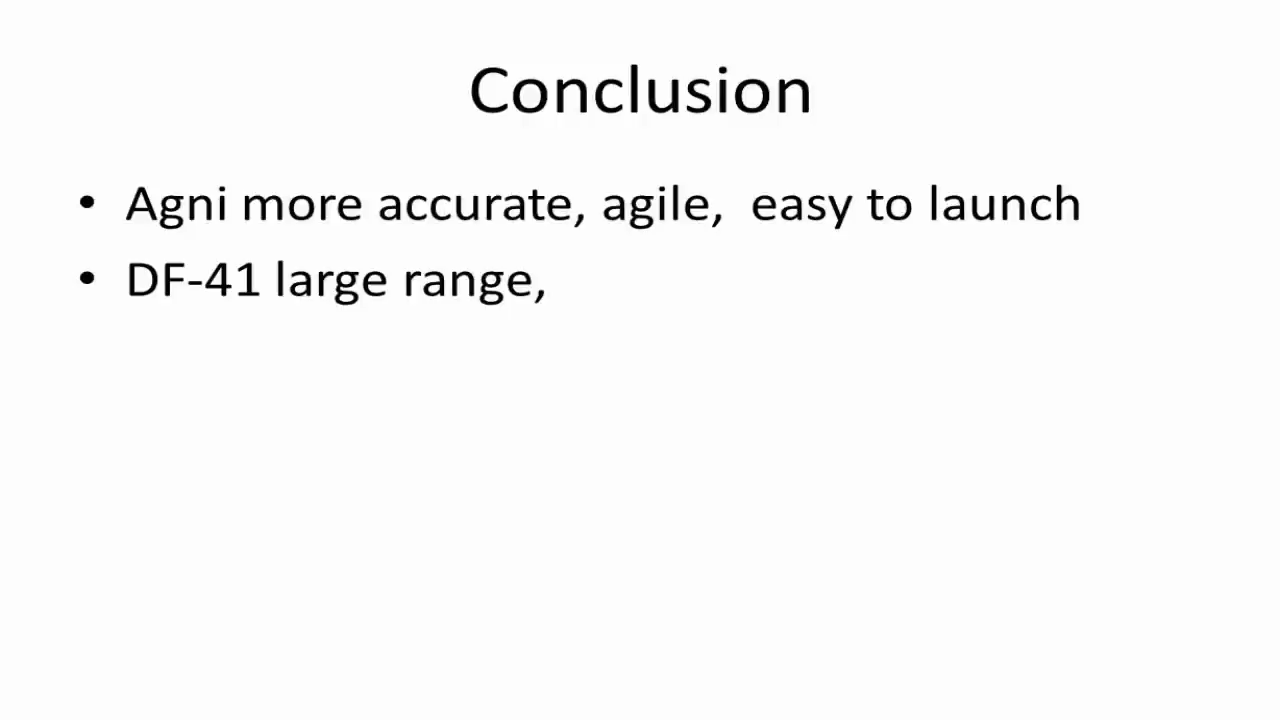 Conclusion
• Agni more accurate, agile,  easy to launch
• DF-41 large range,